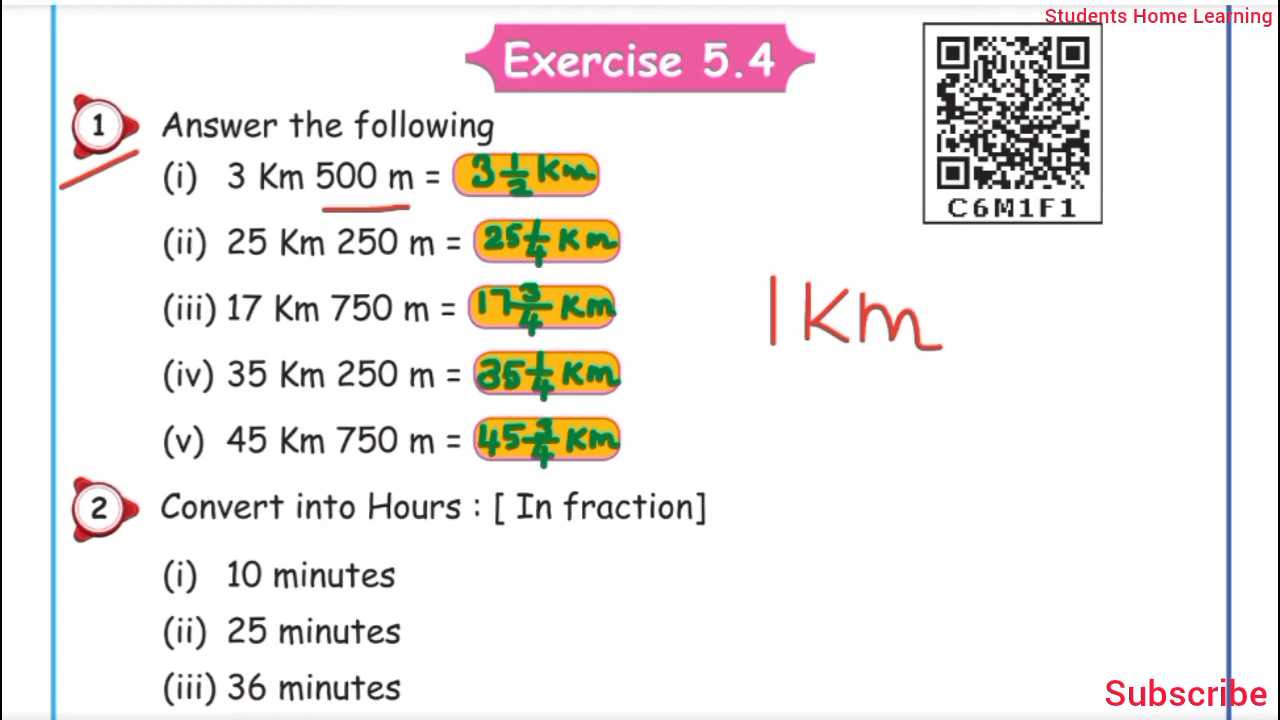 Students Home Learning
Exercise 5.4
C6M1F1
1 Answer the following
(i) 3 Km 500 m = 3 1/2 Km
(ii) 25 Km 250 m = 25 1/4 Km
(iii) 17 Km 750 m = 17 3/4 Km
(iv) 35 Km 250 m = 35 1/4 Km
(v) 45 Km 750 m = 45 3/4 Km
1 Km
2 Convert into Hours : [ In fraction]
(i) 10 minutes
(ii) 25 minutes
(iii) 36 minutes
Subscribe